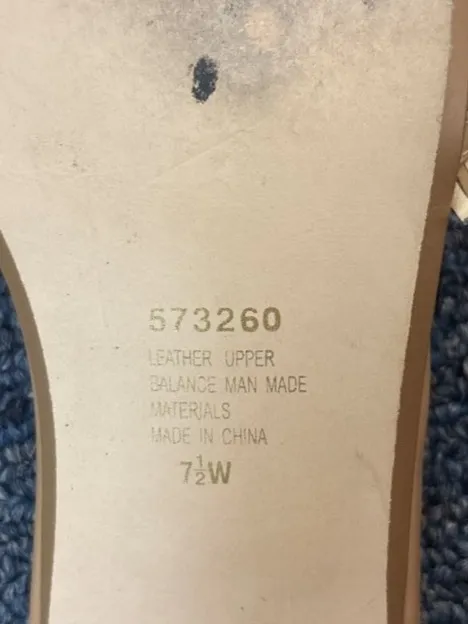 573260
LEATHER UPPER
BALANCE MAN MADE
MATERIALS
MADE IN CHINA
7½W